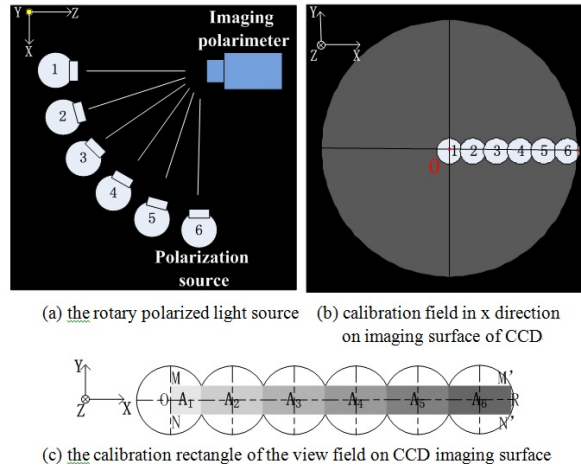 Y Z
X
Imaging
polarimeter
1
2
3
4
5
6
Polarization
source
Y
Z X
O 1 2 3 4 5 6
(a) the rotary polarized light source
(b) calibration field in x direction
on imaging surface of CCD
Y
Z X
M M'
O A1 A2 A3 A4 A5 A6 R
N N'
(c) the calibration rectangle of the view field on CCD imaging surface